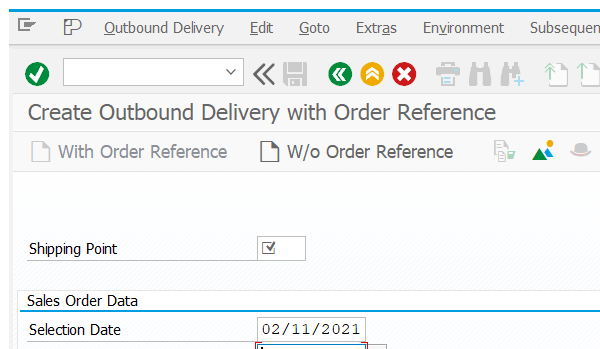 Outbound Delivery Edit Goto Extras Environment
Create Outbound Delivery with Order Reference
With Order Reference W/o Order Reference
Shipping Point
Sales Order Data
Selection Date 02/11/2021